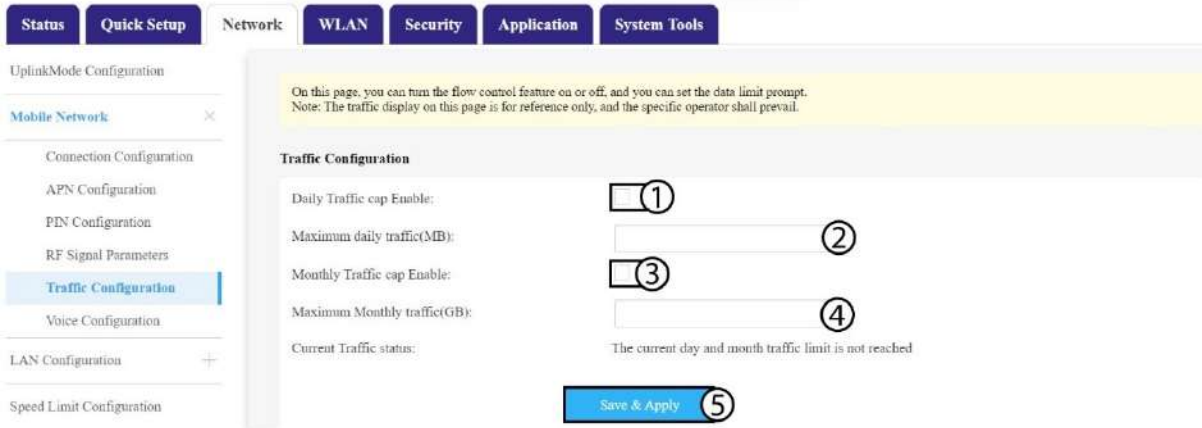 Status Quick Setup Network WLAN Security Application System Tools
UplinkMode Configuration
Mobile Network
Connection Configuration
APN Configuration
PIN Configuration
RF Signal Parameters
Traffic Configuration
Voice Configuration
LAN Configuration
Speed Limit Configuration
On this page, you can turn the flow control feature on or off, and you can set the data limit prompt.
Note: The traffic display on this page is for reference only, and the specific operator shall prevail.
Traffic Configuration
Daily Traffic cap Enable: 1
Maximum daily traffic(MB): 2
Monthly Traffic cap Enable: 3
Maximum Monthly traffic(GB): 4
Current Traffic status: The current day and month traffic limit is not reached
Save & Apply 5